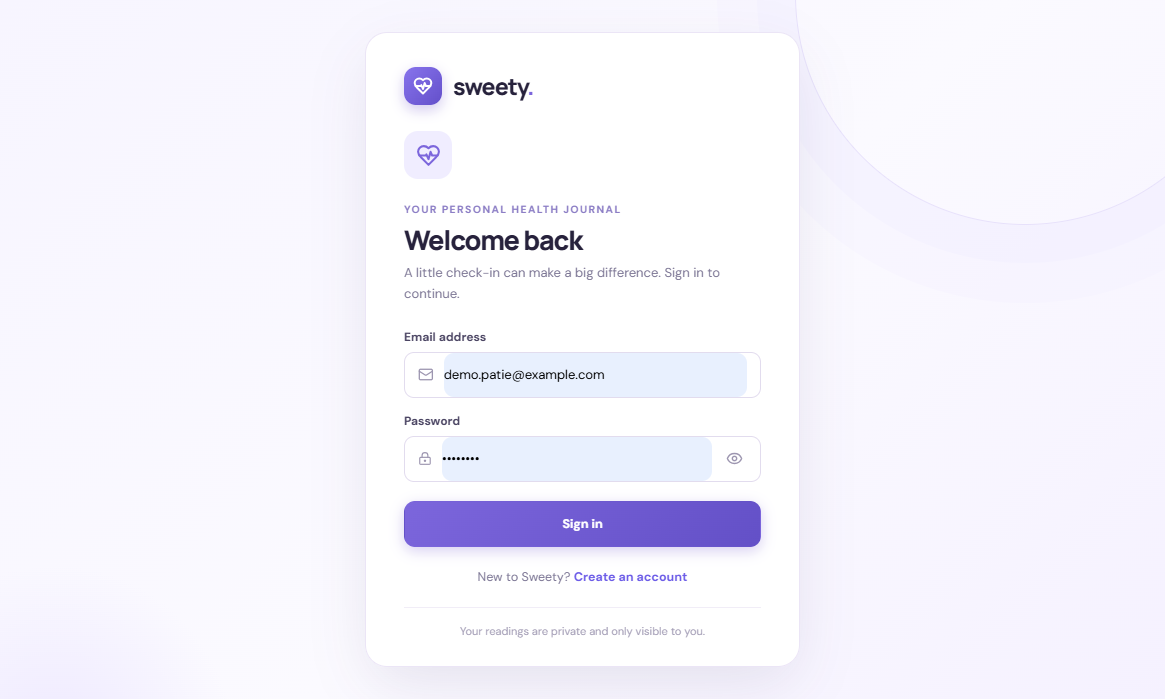 sweety.
YOUR PERSONAL HEALTH JOURNAL
Welcome back
A little check-in can make a big difference. Sign in to
continue.
Email address
demo.patie@example.com
Password
••••••••
Sign in
New to Sweety? Create an account
Your readings are private and only visible to you.